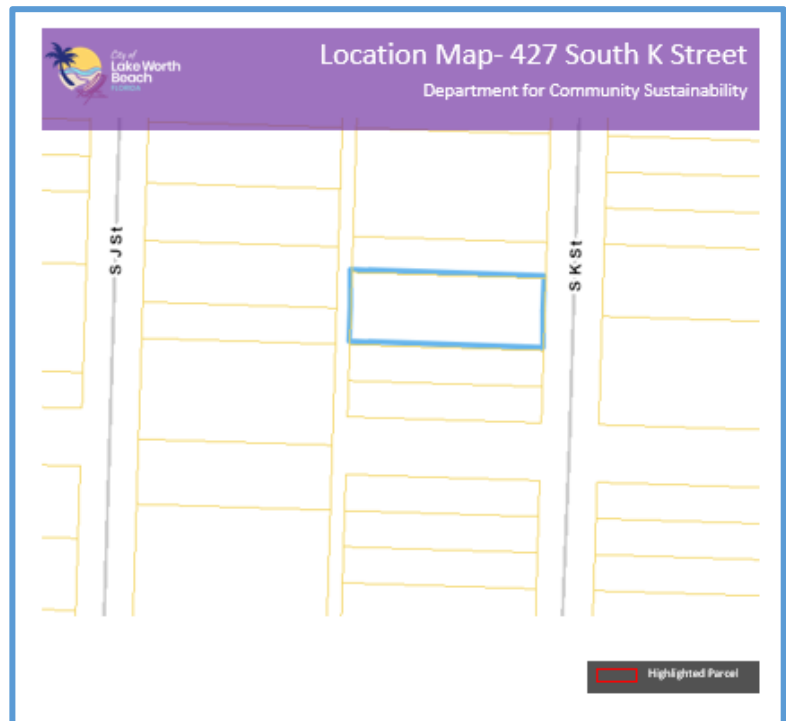 City of
Lake Worth
Beach
FLORIDA
Location Map- 427 South K Street
Department for Community Sustainability
S J St
S K St
Highlighted Parcel